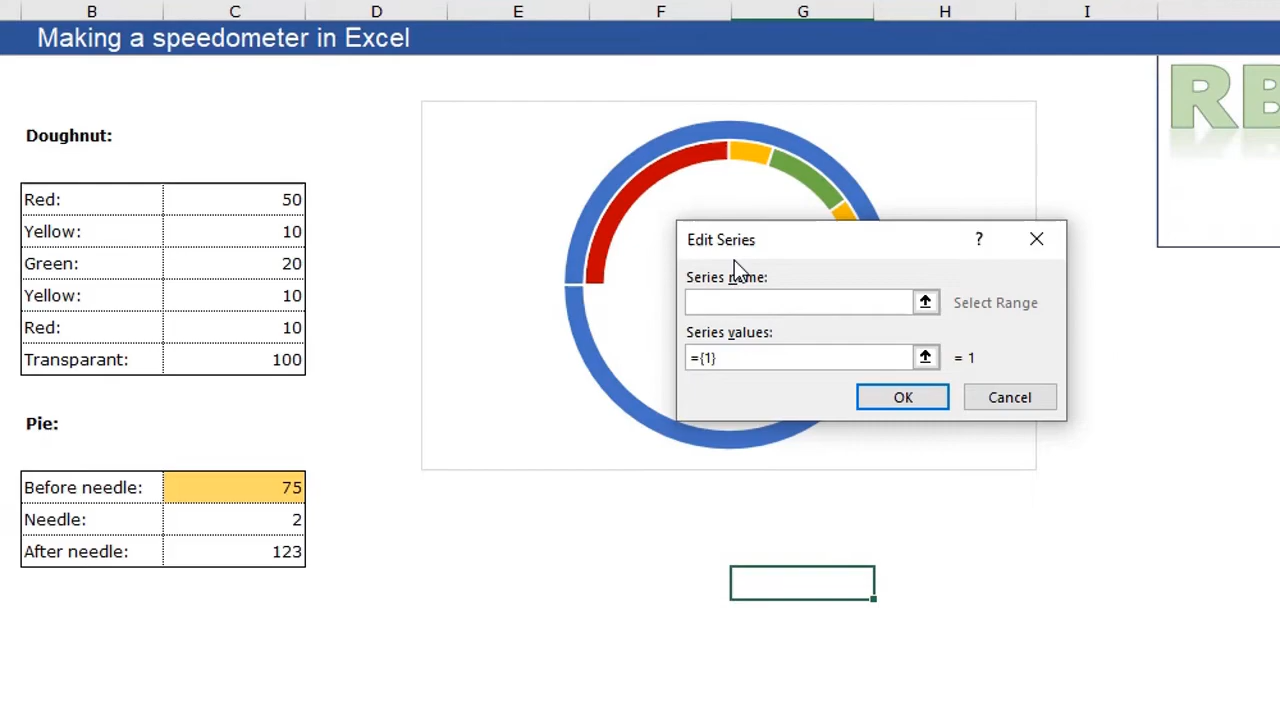 B C D E F G H I
Making a speedometer in Excel
RB
Doughnut:
Red: 50
Yellow: 10
Green: 20
Yellow: 10
Red: 10
Transparant: 100
Pie:
Before needle: 75
Needle: 2
After needle: 123
Edit Series ?
Series name:
Select Range
Series values:
={1} = 1
OK Cancel